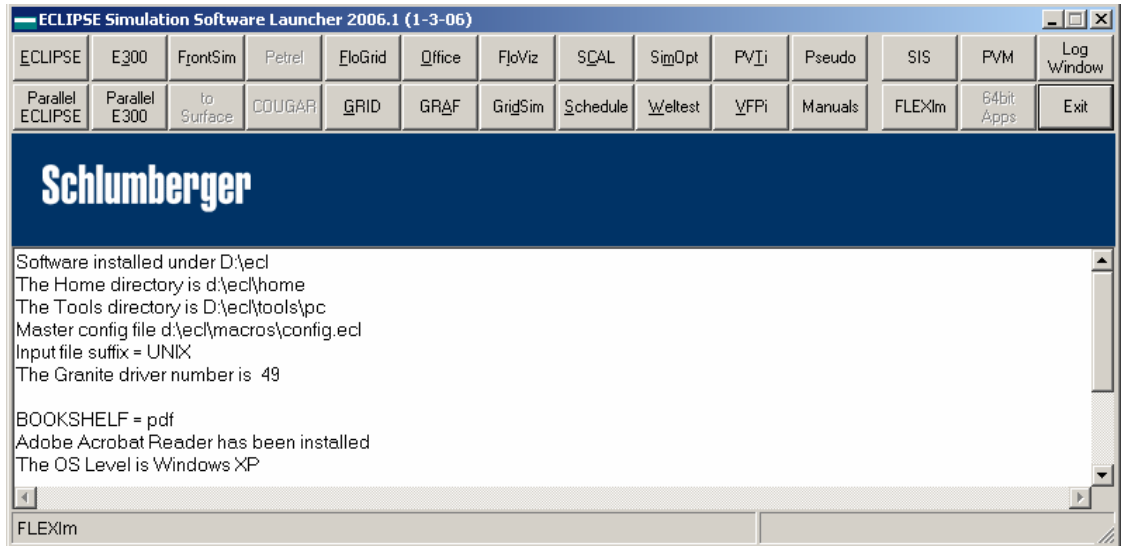 ECLIPSE Simulation Software Launcher 2006.1 (1-3-06)
ECLIPSE E300 FrontSim Petrel FloGrid Office FloViz SCAL SimOpt PVTi Pseudo SIS PVM Log Window
Parallel ECLIPSE Parallel E300 to Surface COUGAR GRID GRAF GridSim Schedule Weltest VFPi Manuals FLEXlm 64bit Apps Exit
Schlumberger
Software installed under D:\ecl
The Home directory is d:\ecl\home
The Tools directory is D:\ecl\tools\pc
Master config file d:\ecl\macros\config.ecl
Input file suffix = UNIX
The Granite driver number is 49
BOOKSHELF = pdf
Adobe Acrobat Reader has been installed
The OS Level is Windows XP
FLEXlm